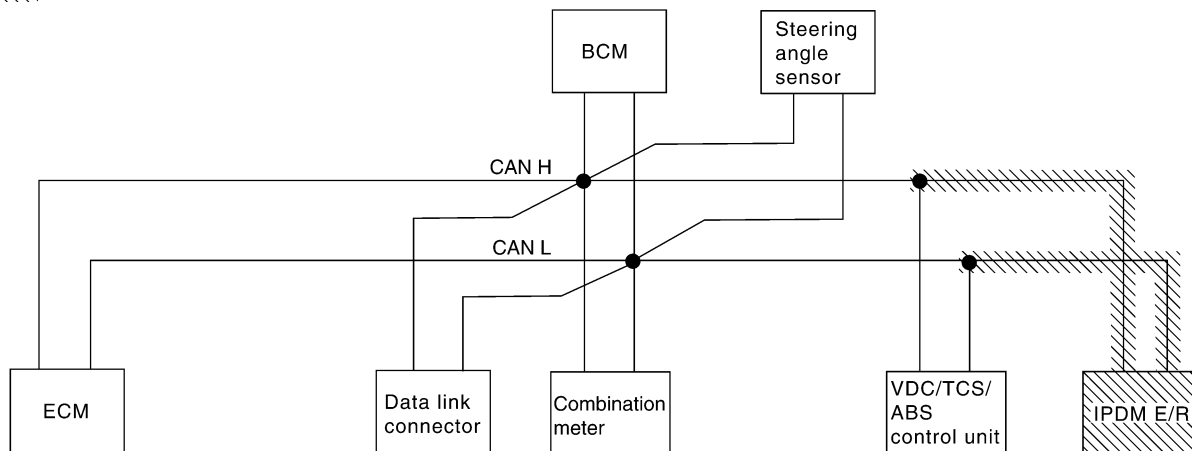 BCM
Steering
angle
sensor
CAN H
CAN L
ECM
Data link
connector
Combination
meter
VDC/TCS/
ABS
control unit
IPDM E/R